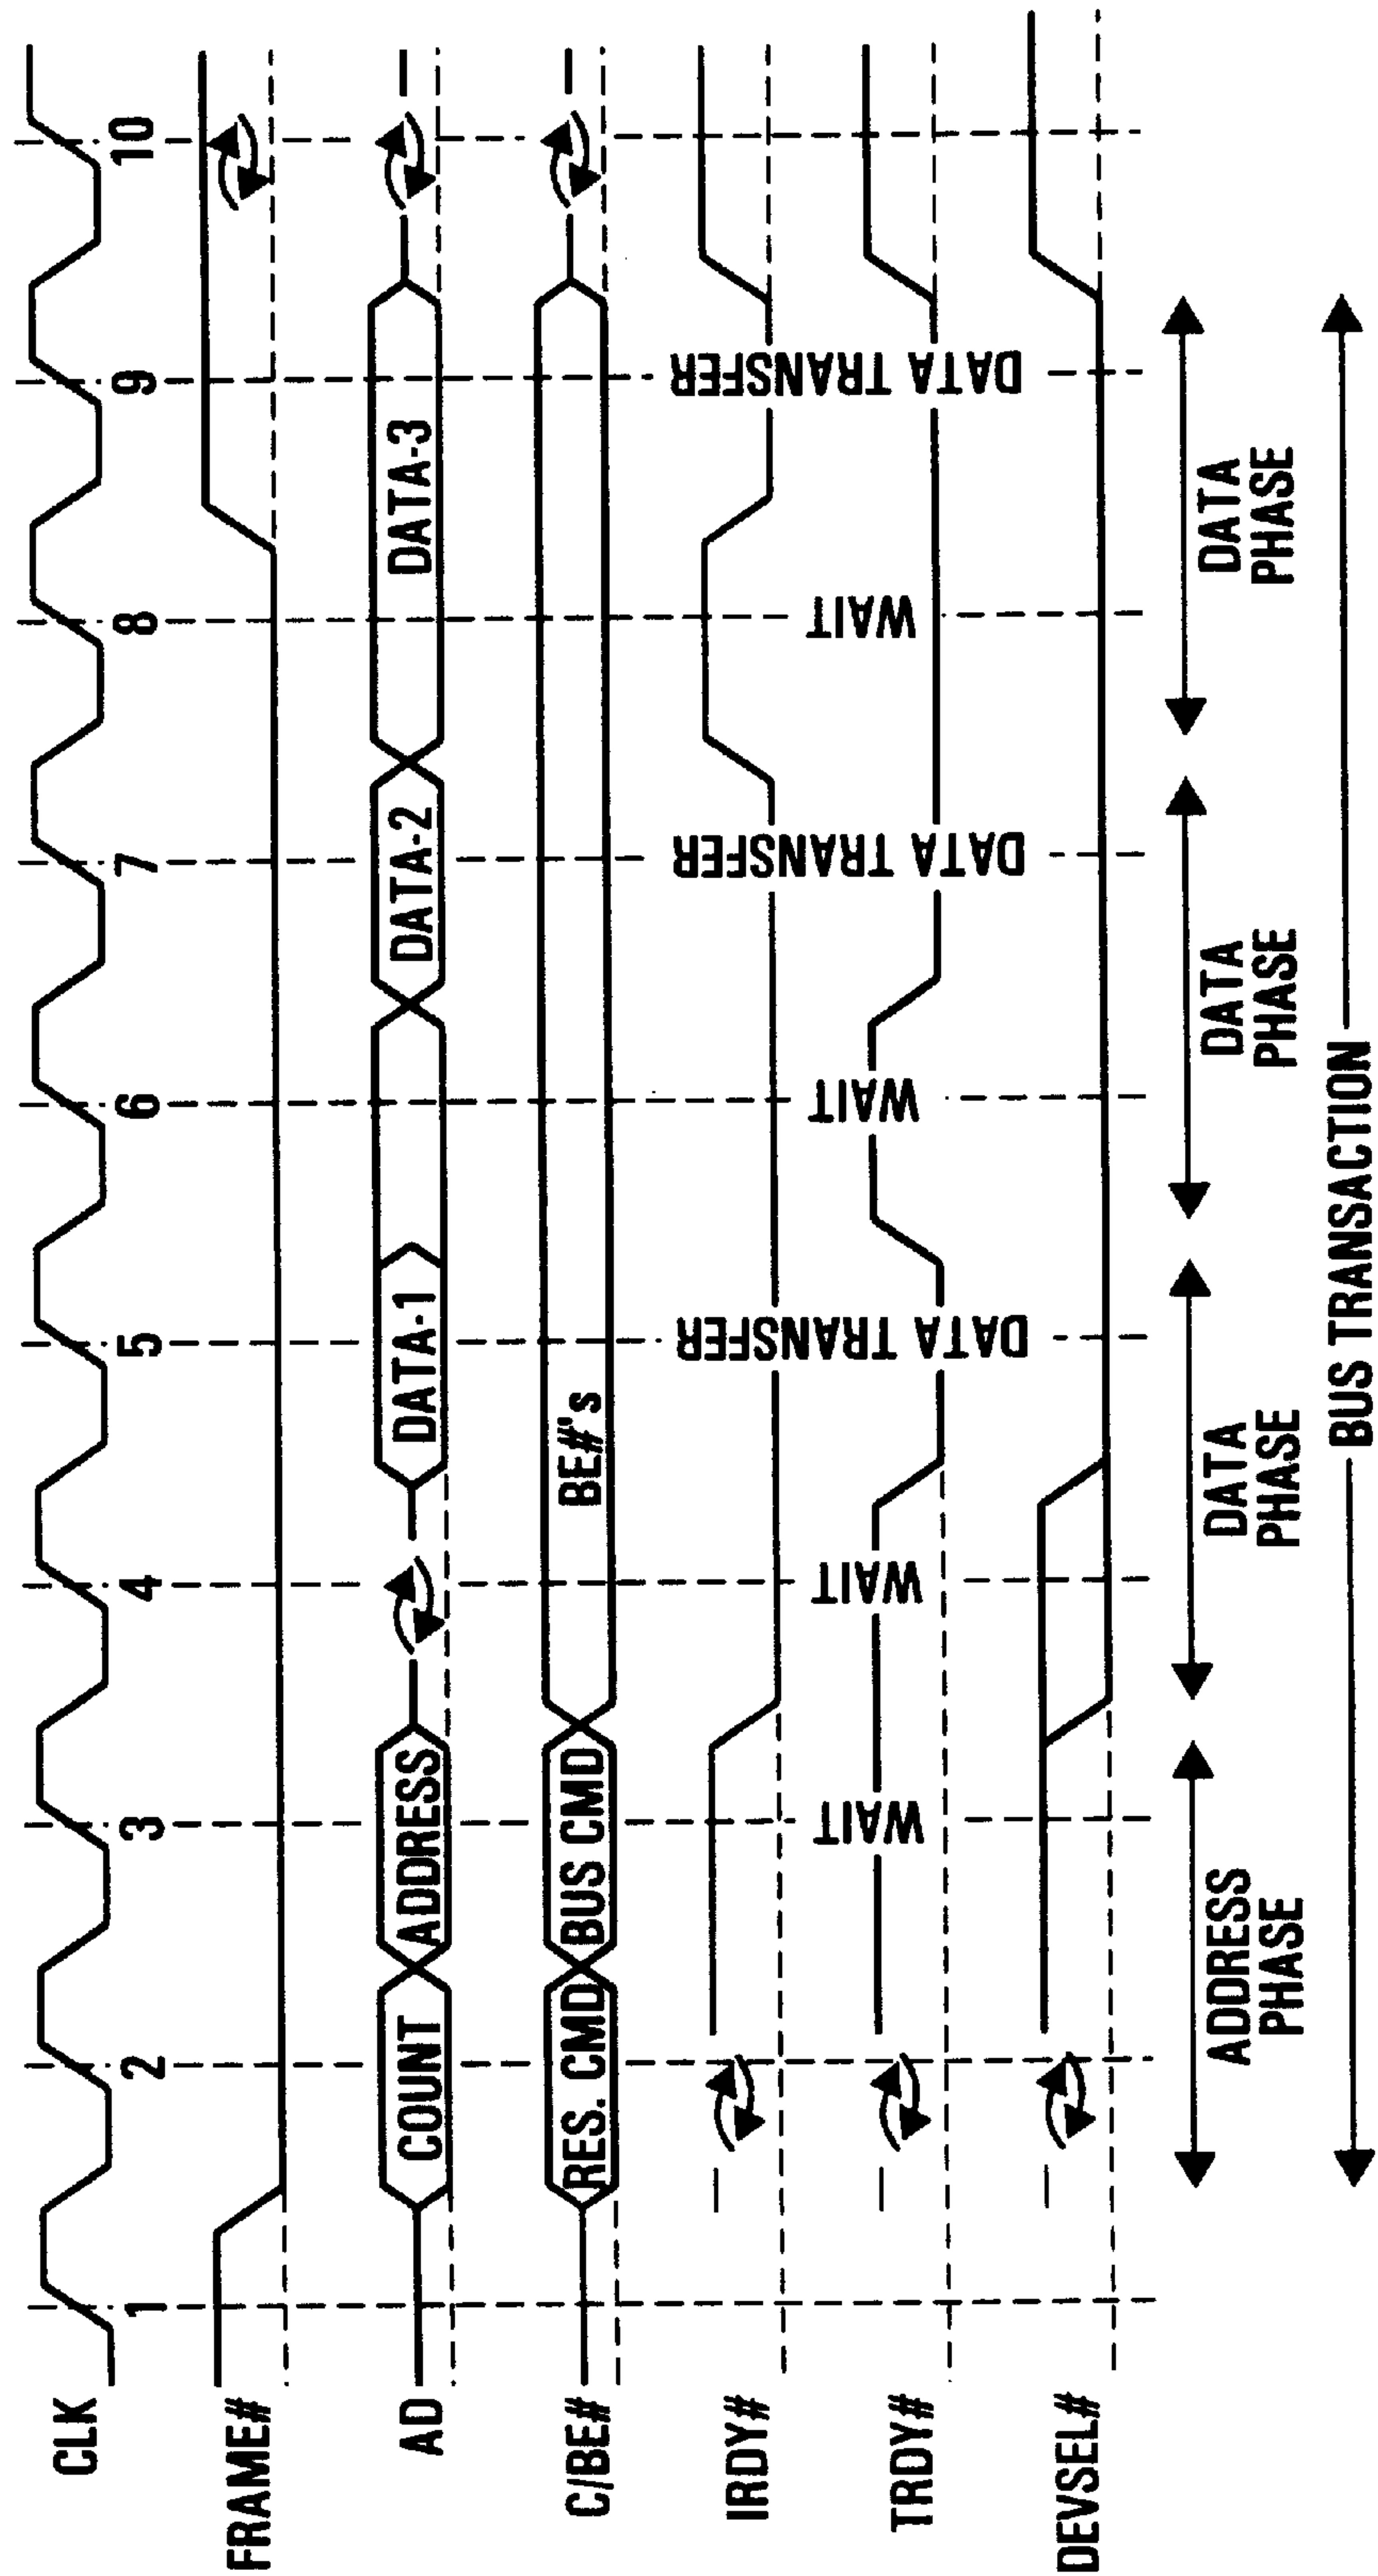 CLK
1
2
3
4
5
6
7
8
9
10
FRAME#
AD
COUNT
ADDRESS
DATA-1
DATA-2
DATA-3
C/BE#
RES. CMD
BUS CMD
BE#'s
IRDY#
TRDY#
WAIT
WAIT
DATA TRANSFER
WAIT
DATA TRANSFER
WAIT
DATA TRANSFER
DEVSEL#
ADDRESS
PHASE
DATA
PHASE
DATA
PHASE
DATA
PHASE
BUS TRANSACTION